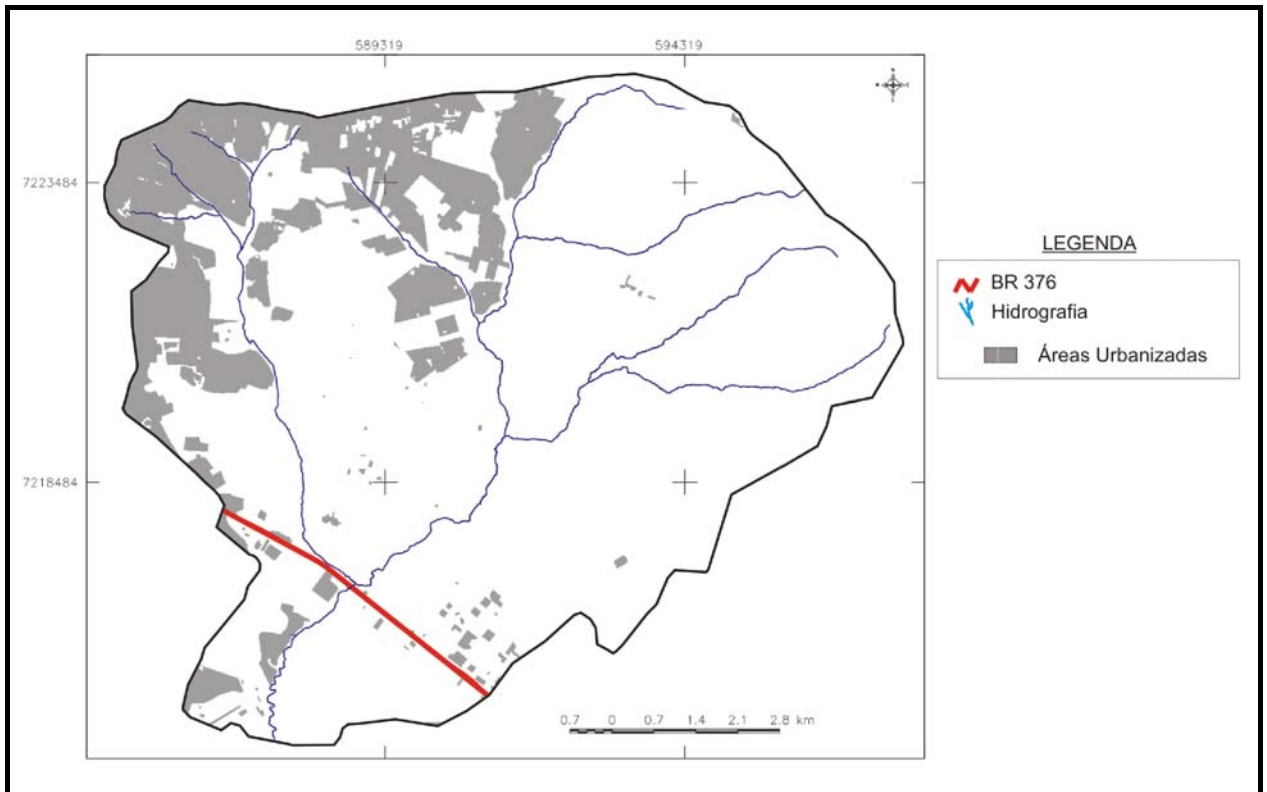 589319 594319
7223484
7218484
LEGENDA
BR 376
Hidrografia
Áreas Urbanizadas
0.7 0 0.7 1.4 2.1 2.8 km